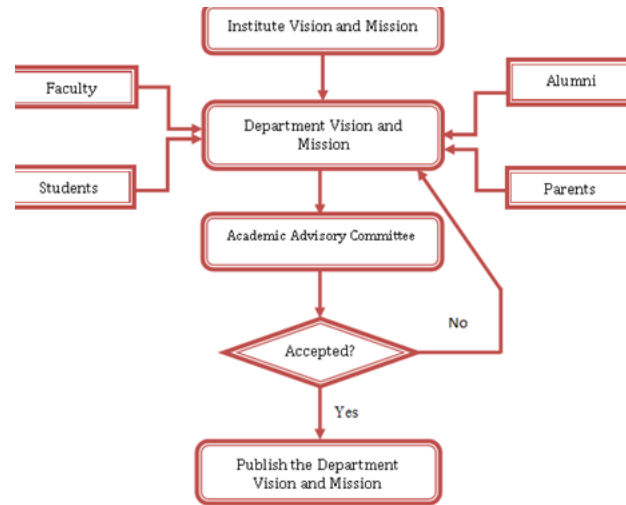 Institute Vision and Mission
Faculty
Alumni
Department Vision and
Mission
Students
Parents
Academic Advisory Committee
No
Accepted?
Yes
Publish the Department
Vision and Mission